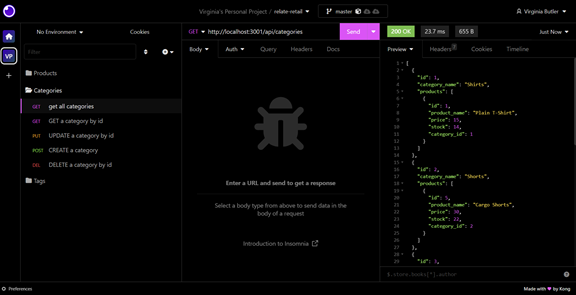 Virginia's Personal Project / relate-retail
master
Virginia Butler
No Environment
Cookies
GET http://localhost:3001/api/categories
Send
200 OK
23.7 ms
655 B
Just Now
VP
Filter
Body
Auth
Query
Headers
Docs
Preview
Headers 7
Cookies
Timeline
Products
Categories
GET get all categories
GET GET a category by id
PUT UPDATE a category by id
POST CREATE a category
DEL DELETE a category by id
Tags
Enter a URL and send to get a response
Select a body type from above to send data in the
body of a request
Introduction to Insomnia
1 [
2 {
3 "id": 1,
4 "category_name": "Shirts",
5 "products": [
6 {
7 "id": 1,
8 "product_name": "Plain T-Shirt",
9 "price": 15,
10 "stock": 14,
11 "category_id": 1
12 }
13 ]
14 },
15 {
16 "id": 2,
17 "category_name": "Shorts",
18 "products": [
19 {
20 "id": 5,
21 "product_name": "Cargo Shorts",
22 "price": 30,
23 "stock": 22,
24 "category_id": 2
25 }
26 ]
27 },
28 {
29 "id": 3,
$.store.books[*].author
Preferences
Made with ♥ by Kong